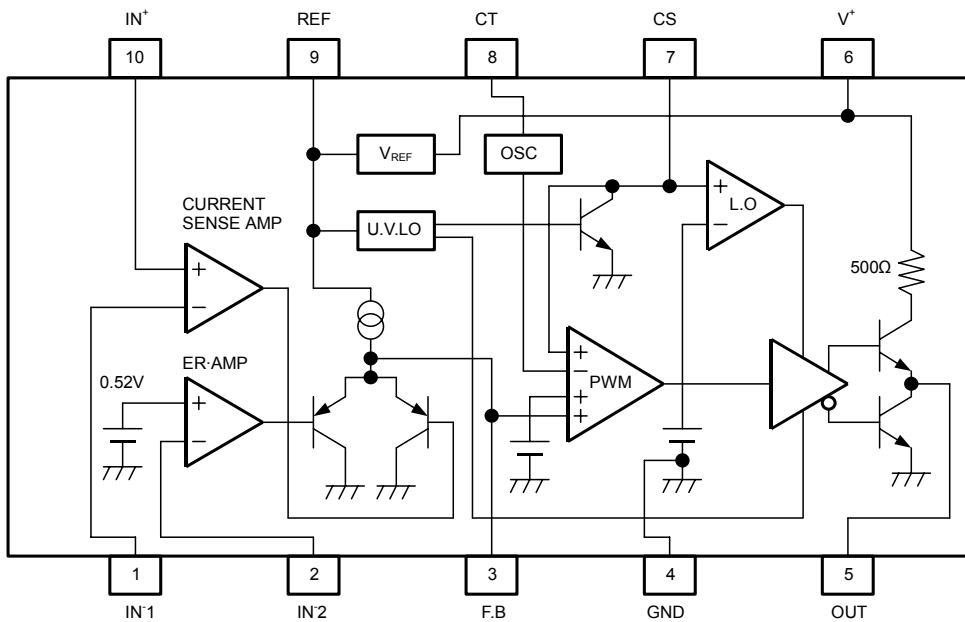 IN+ REF CT CS V+
10 9 8 7 6
VREF OSC
CURRENT
SENSE AMP
U.V.LO
+
−
L.O
500Ω
+
−
ER·AMP
0.52V
+
−
+
−
+
+
PWM
1 2 3 4 5
IN-1 IN-2 F.B GND OUT